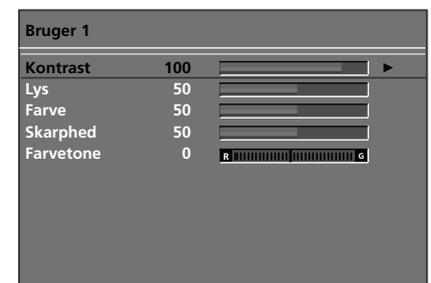 Bruger 1
Kontrast 100
Lys 50
Farve 50
Skarphed 50
Farvetone 0 R G